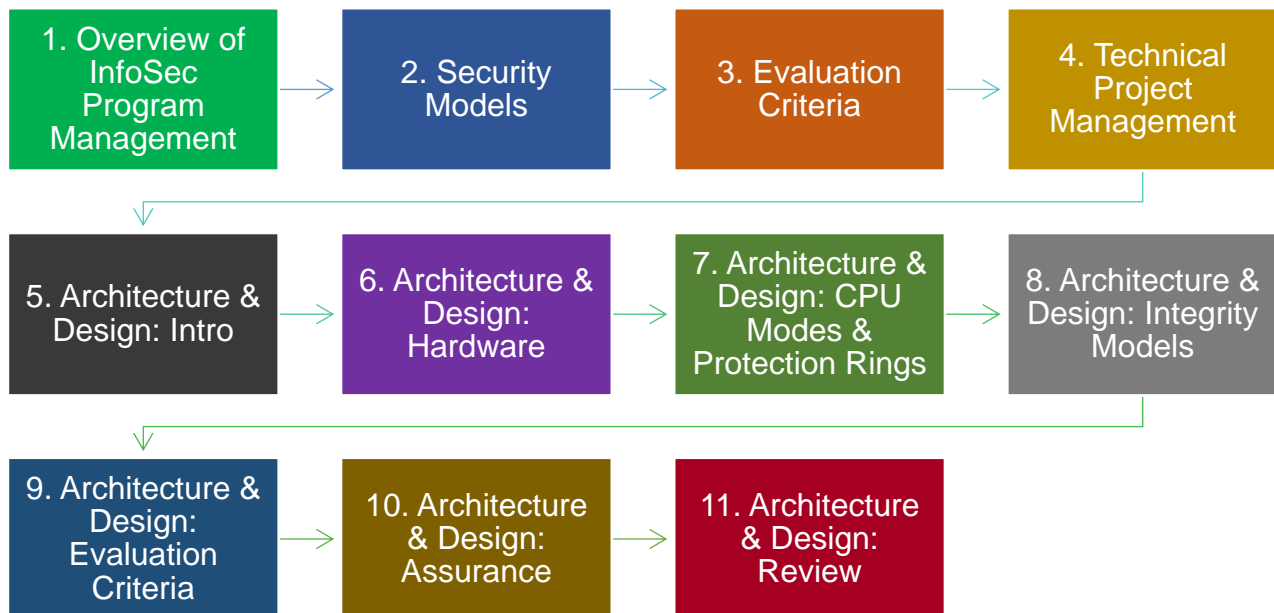 1. Overview of
InfoSec
Program
Management
2. Security
Models
3. Evaluation
Criteria
4. Technical
Project
Management
5. Architecture &
Design: Intro
6. Architecture &
Design:
Hardware
7. Architecture &
Design: CPU
Modes &
Protection Rings
8. Architecture &
Design: Integrity
Models
9. Architecture &
Design:
Evaluation
Criteria
10. Architecture
& Design:
Assurance
11. Architecture
& Design:
Review